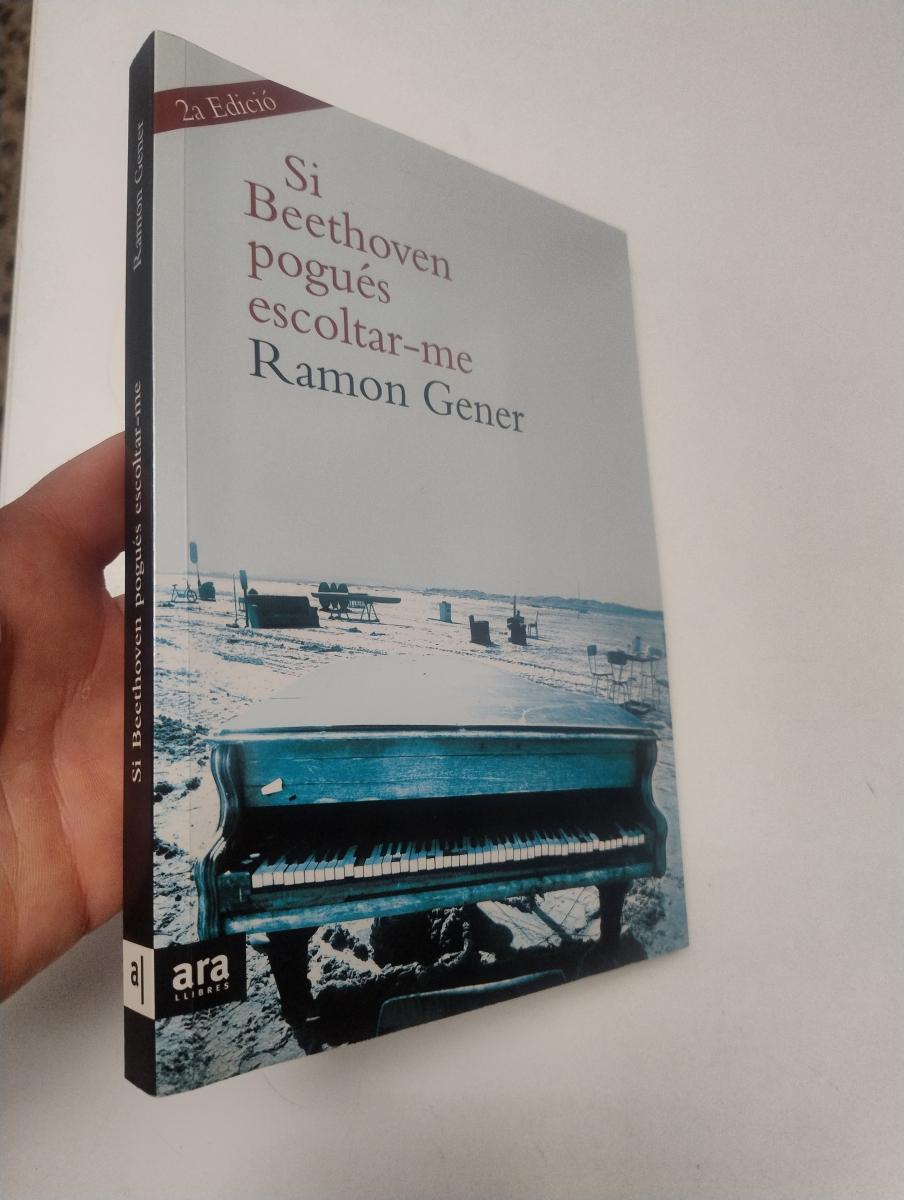 2a Edició
Si
Beethoven
pogués
escoltar-me
Ramon Gener
ara
LLIBRES
Si Beethoven pogués escoltar-me
Ramon Gener
a|